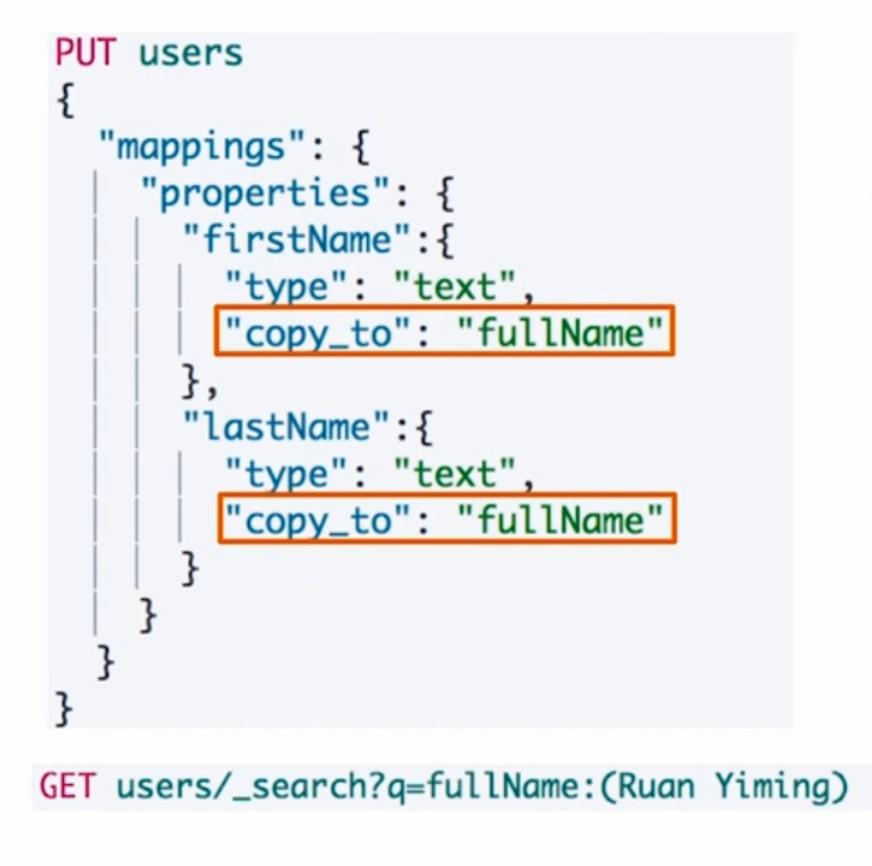 PUT users
{
  "mappings": {
    "properties": {
      "firstName":{
        "type": "text",
        "copy_to": "fullName"
      },
      "lastName":{
        "type": "text",
        "copy_to": "fullName"
      }
    }
  }
}
GET users/_search?q=fullName:(Ruan Yiming)